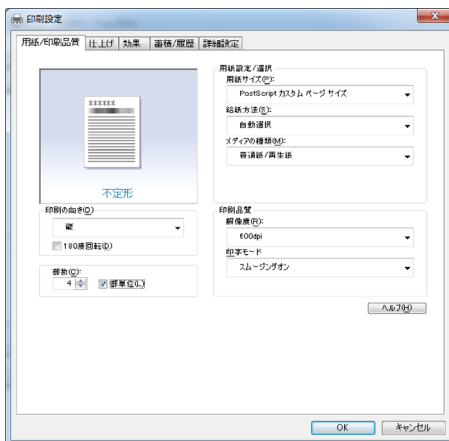 印刷設定
用紙/印刷品質 仕上げ 効果 蓄積/履歴 詳細設定
不定形
用紙設定/選択
用紙サイズ(P):
PostScript カスタム ページ サイズ
給紙方法(S):
自動選択
メディアの種類(M):
普通紙/再生紙
印刷の向き(O)
縦
180度回転(D)
部数(C):
4
部単位(L)
印刷品質
解像度(R):
600dpi
印字モード
スムージングオン
ヘルプ(H)
OK
キャンセル